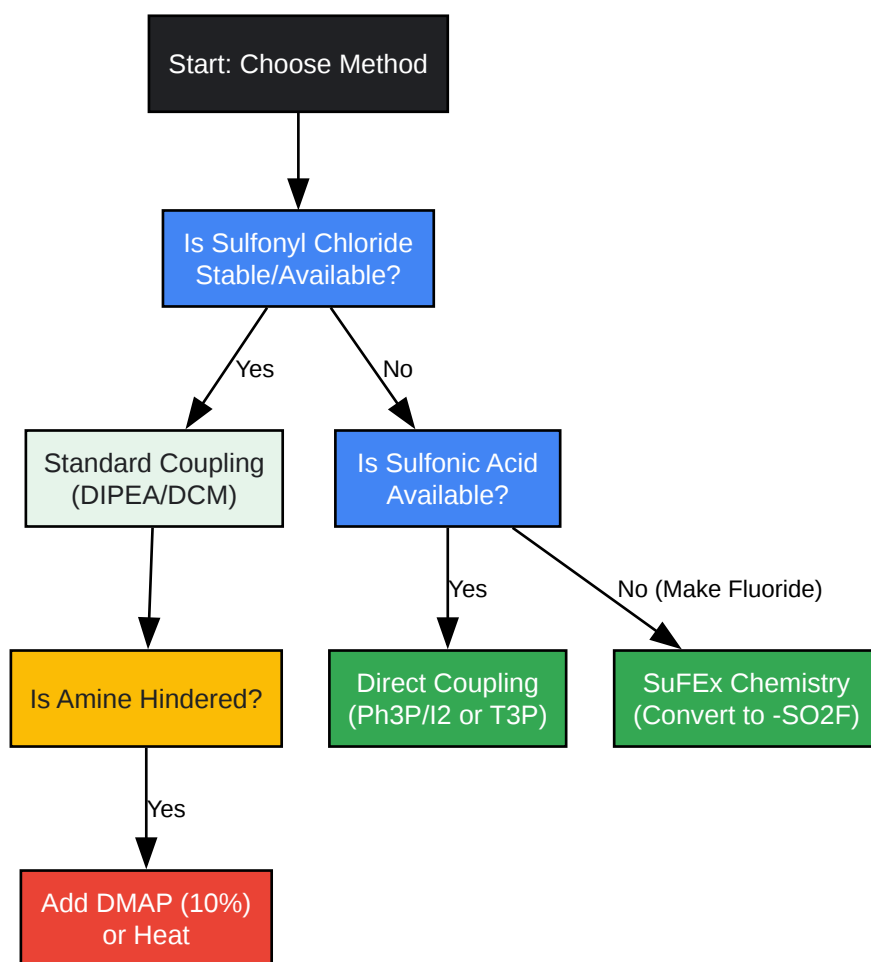 Start: Choose Method
Is Sulfonyl Chloride
Stable/Available?
Yes
No
Standard Coupling
(DIPEA/DCM)
Is Sulfonic Acid
Available?
Yes
No (Make Fluoride)
Is Amine Hindered?
Direct Coupling
(Ph3P/I2 or T3P)
SuFEx Chemistry
(Convert to -SO2F)
Yes
Add DMAP (10%)
or Heat